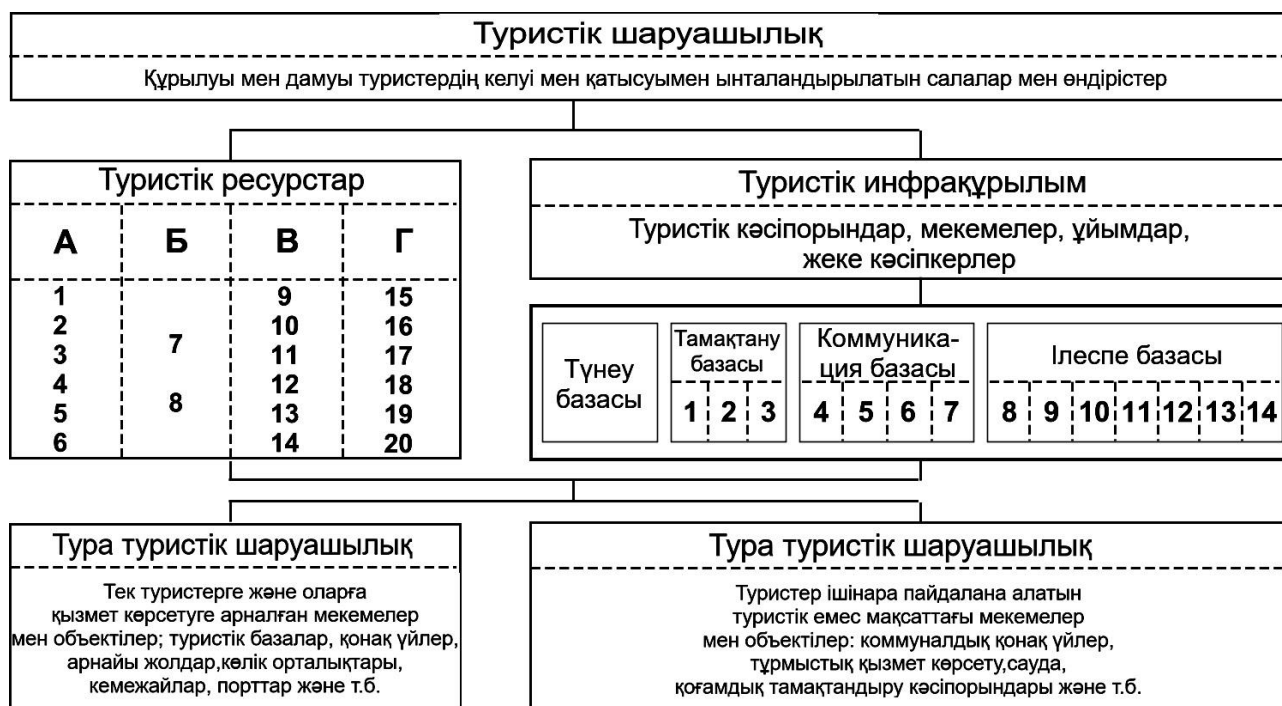 Туристік шаруашылық
Құрылуы мен дамуы туристердің келуі мен қатысуымен ынталандырылатын салалар мен өндірістер
Туристік ресурстар
А Б В Г
1
2
3
4
5
6
7
8
9
10
11
12
13
14
15
16
17
18
19
20
Туристік инфрақұрылым
Туристік кәсіпорындар, мекемелер, ұйымдар,
жеке кәсіпкерлер
Түнеу
базасы
Тамақтану
базасы
1 2 3
Коммуника-
ция базасы
4 5 6 7
Ілеспе базасы
8 9 10 11 12 13 14
Тура туристік шаруашылық
Тек туристерге және оларға
қызмет көрсетуге арналған мекемелер
мен объектілер; туристік базалар, қонақ үйлер,
арнайы жолдар,көлік орталықтары,
кемежайлар, порттар және т.б.
Тура туристік шаруашылық
Туристер ішінара пайдалана алатын
туристік емес мақсаттағы мекемелер
мен объектілер: коммуналдық қонақ үйлер,
тұрмыстық қызмет көрсету,сауда,
қоғамдық тамақтандыру кәсіпорындары және т.б.